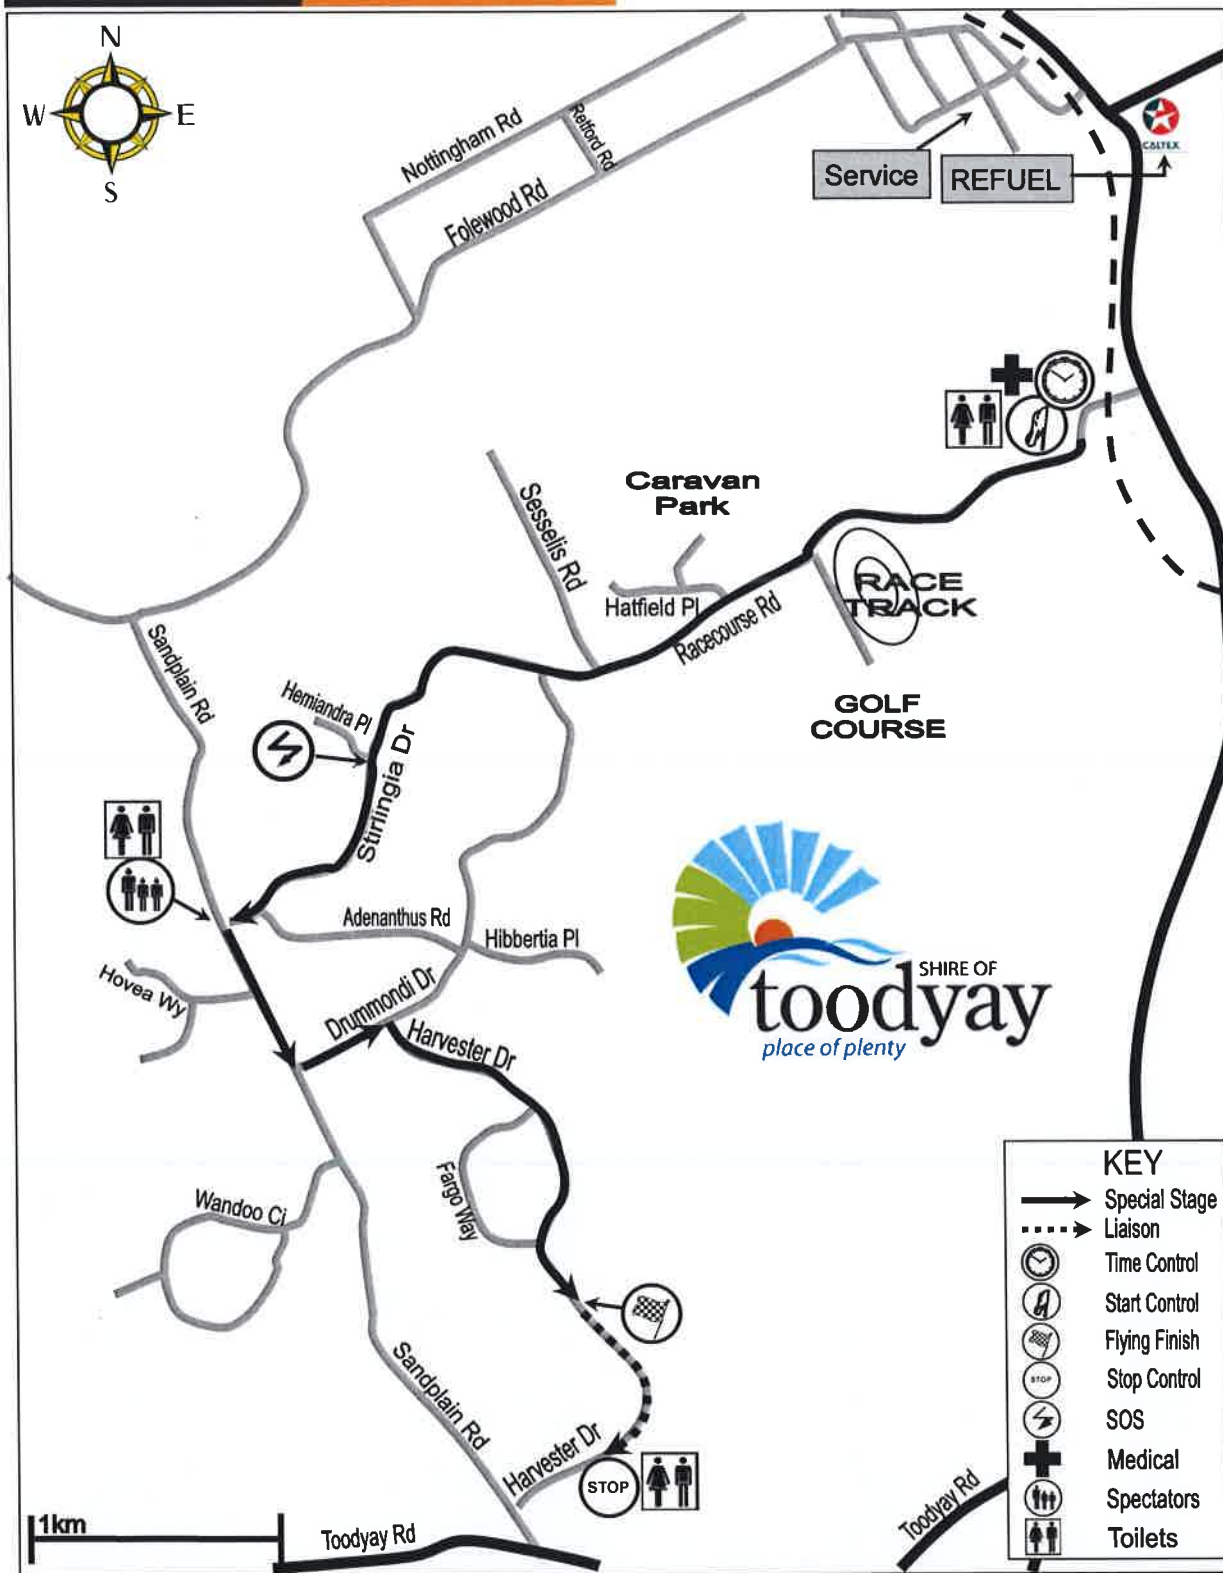 N
W
E
S
Nottingham Rd
Retford Rd
Folewood Rd
CALTEX
Service
REFUEL
Caravan
Park
Sesselis Rd
Hatfield Pl
Racecourse Rd
RACE
TRACK
GOLF
COURSE
Sandplain Rd
Hemiandra Pl
Stirlingia Dr
Adenanthus Rd
Hibbertia Pl
Hovea Wy
Drummondi Dr
Harvester Dr
SHIRE OF
toodyay
place of plenty
Fargo Way
Wandoo Ci
Sandplain Rd
Harvester Dr
STOP
1km
Toodyay Rd
Toodyay Rd
KEY
Special Stage
Liaison
Time Control
Start Control
Flying Finish
STOP
Stop Control
SOS
Medical
Spectators
Toilets